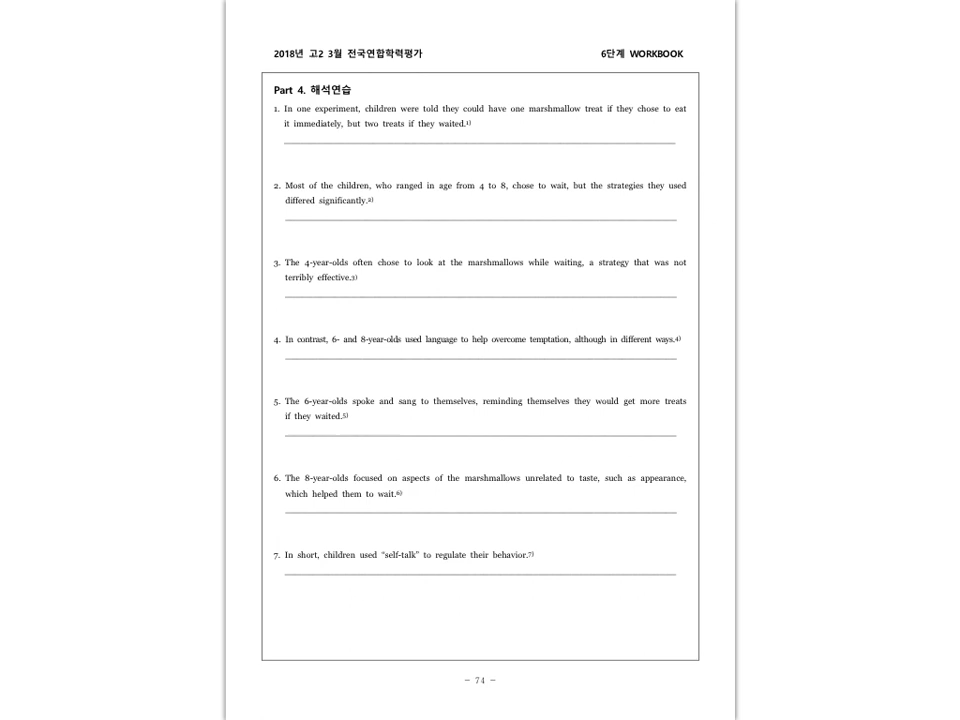 2018년 고2 3월 전국연합학력평가
6단계 WORKBOOK
Part 4. 해석연습
1. In one experiment, children were told they could have one marshmallow treat if they chose to eat
it immediately, but two treats if they waited.1)
2. Most of the children, who ranged in age from 4 to 8, chose to wait, but the strategies they used
differed significantly.2)
3. The 4-year-olds often chose to look at the marshmallows while waiting, a strategy that was not
terribly effective.3)
4. In contrast, 6- and 8-year-olds used language to help overcome temptation, although in different ways.4)
5. The 6-year-olds spoke and sang to themselves, reminding themselves they would get more treats
if they waited.5)
6. The 8-year-olds focused on aspects of the marshmallows unrelated to taste, such as appearance,
which helped them to wait.6)
7. In short, children used “self-talk” to regulate their behavior.7)
– 74 –